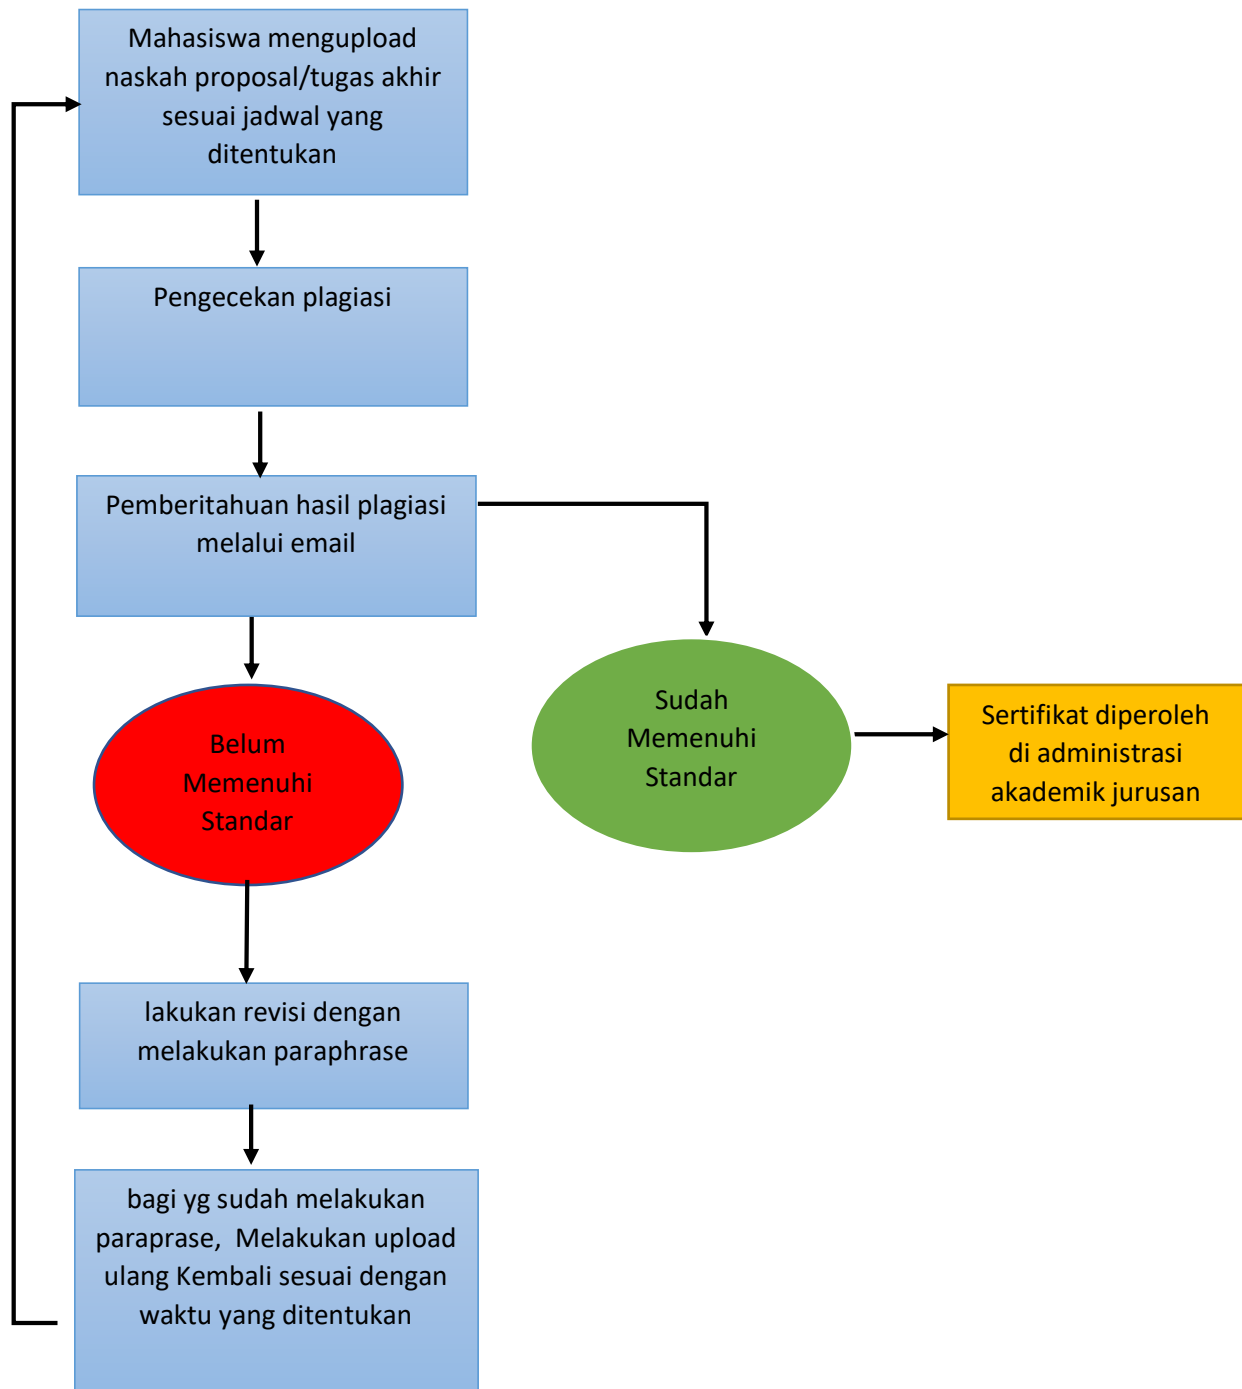 Mahasiswa mengupload
naskah proposal/tugas akhir
sesuai jadwal yang
ditentukan
Pengecekan plagiasi
Pemberitahuan hasil plagiasi
melalui email
Belum
Memenuhi
Standar
Sudah
Memenuhi
Standar
Sertifikat diperoleh
di administrasi
akademik jurusan
lakukan revisi dengan
melakukan paraphrase
bagi yg sudah melakukan
paraprase,  Melakukan upload
ulang Kembali sesuai dengan
waktu yang ditentukan